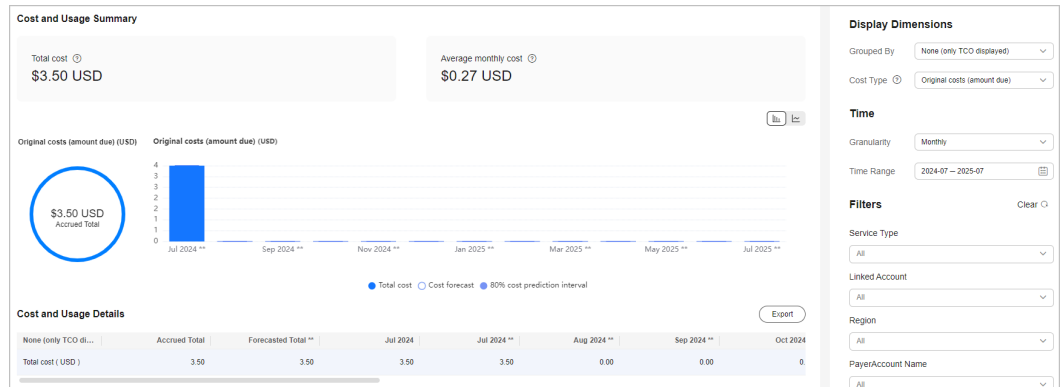 Cost and Usage Summary
Total cost
$3.50 USD
Average monthly cost
$0.27 USD
Original costs (amount due) (USD)
$3.50 USD
Accrued Total
Original costs (amount due) (USD)
4
3
3
2
2
1
1
0
Jul 2024 ** Sep 2024 ** Nov 2024 ** Jan 2025 ** Mar 2025 ** May 2025 ** Jul 2025 **
Total cost Cost forecast 80% cost prediction interval
Cost and Usage Details
Export
None (only TCO di... Accrued Total Forecasted Total ** Jul 2024 Jul 2024 ** Aug 2024 ** Sep 2024 ** Oct 2024
Total cost ( USD ) 3.50 3.50 3.50 3.50 0.00 0.00 0.
Display Dimensions
Grouped By None (only TCO displayed)
Cost Type Original costs (amount due)
Time
Granularity Monthly
Time Range 2024-07 — 2025-07
Filters Clear
Service Type
All
Linked Account
All
Region
All
PayerAccount Name
All